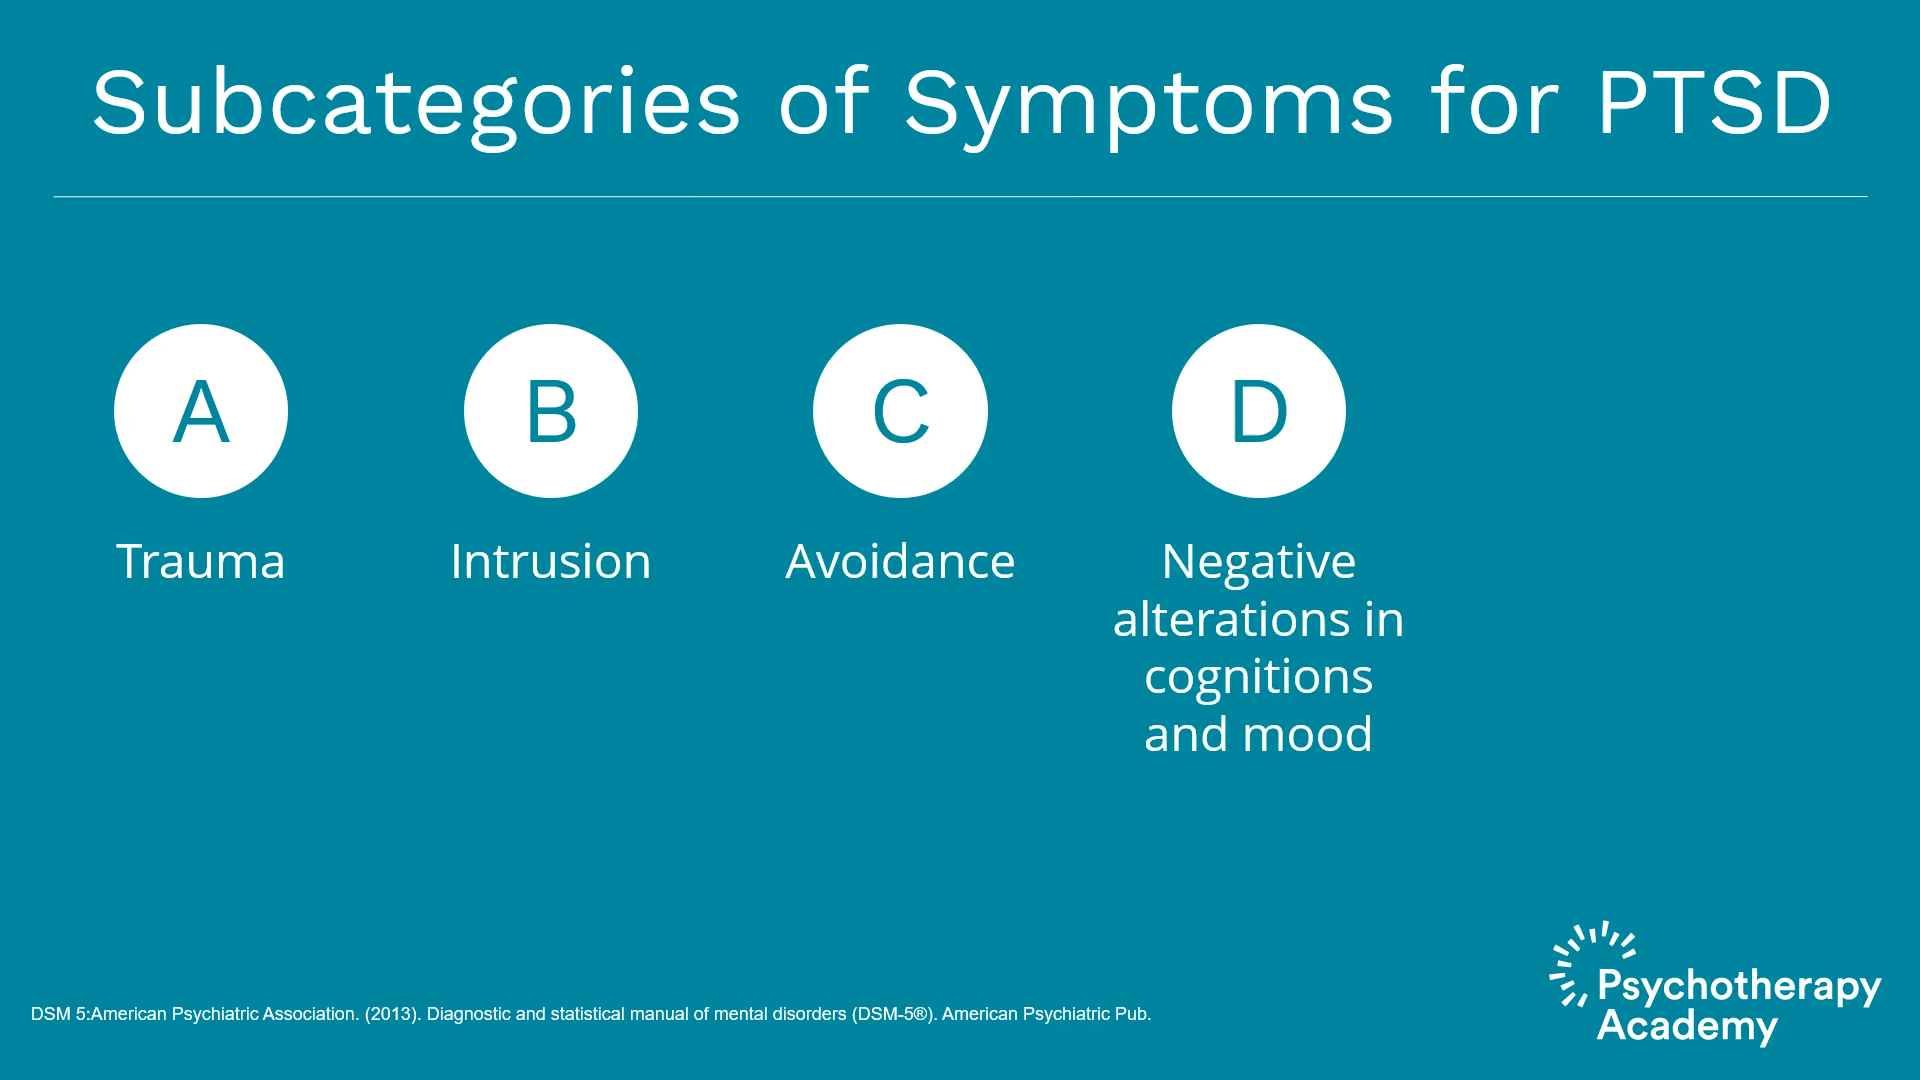 Subcategories of Symptoms for PTSD
A
B
C
D
Trauma
Intrusion
Avoidance
Negative
alterations in
cognitions
and mood
DSM 5:American Psychiatric Association. (2013). Diagnostic and statistical manual of mental disorders (DSM-5®). American Psychiatric Pub.
Psychotherapy
Academy